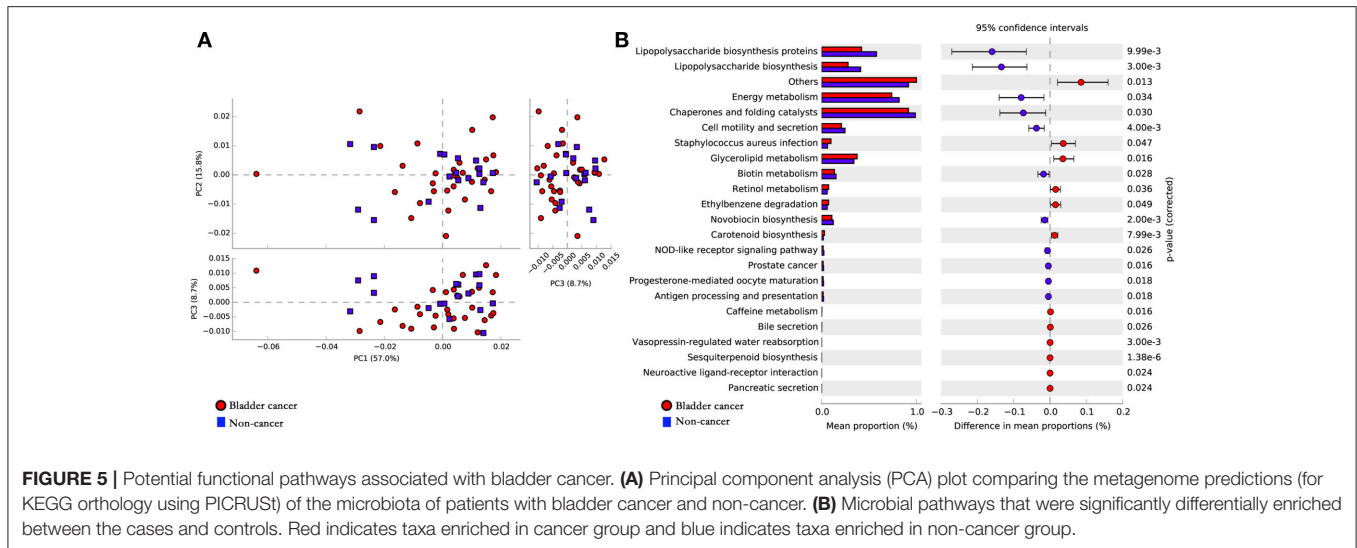 A
B
95% confidence intervals
PC2 (15.8%)
0.02
0.01
0.00
−0.01
−0.02
−0.010
−0.005
0.000
0.005
0.010
0.015
PC3 (8.7%)
PC3 (8.7%)
0.015
0.010
0.005
0.000
−0.005
−0.010
−0.06
−0.04
−0.02
0.00
0.02
PC1 (57.0%)
Bladder cancer
Non-cancer
Lipopolysaccharide biosynthesis proteins 9.99e-3
Lipopolysaccharide biosynthesis 3.00e-3
Others 0.013
Energy metabolism 0.034
Chaperones and folding catalysts 0.030
Cell motility and secretion 4.00e-3
Staphylococcus aureus infection 0.047
Glycerolipid metabolism 0.016
Biotin metabolism 0.028
Retinol metabolism 0.036
Ethylbenzene degradation 0.049
Novobiocin biosynthesis 2.00e-3
Carotenoid biosynthesis 7.99e-3
NOD-like receptor signaling pathway 0.026
Prostate cancer 0.016
Progesterone-mediated oocyte maturation 0.018
Antigen processing and presentation 0.018
Caffeine metabolism 0.016
Bile secretion 0.026
Vasopressin-regulated water reabsorption 3.00e-3
Sesquiterpenoid biosynthesis 1.38e-6
Neuroactive ligand-receptor interaction 0.024
Pancreatic secretion 0.024
p-value (corrected)
0.0 1.0 −0.3 −0.2 −0.1 0.0 0.1 0.2
Mean proportion (%) Difference in mean proportions (%)
Bladder cancer
Non-cancer
FIGURE 5 | Potential functional pathways associated with bladder cancer. (A) Principal component analysis (PCA) plot comparing the metagenome predictions (for
KEGG orthology using PICRUSt) of the microbiota of patients with bladder cancer and non-cancer. (B) Microbial pathways that were significantly differentially enriched
between the cases and controls. Red indicates taxa enriched in cancer group and blue indicates taxa enriched in non-cancer group.